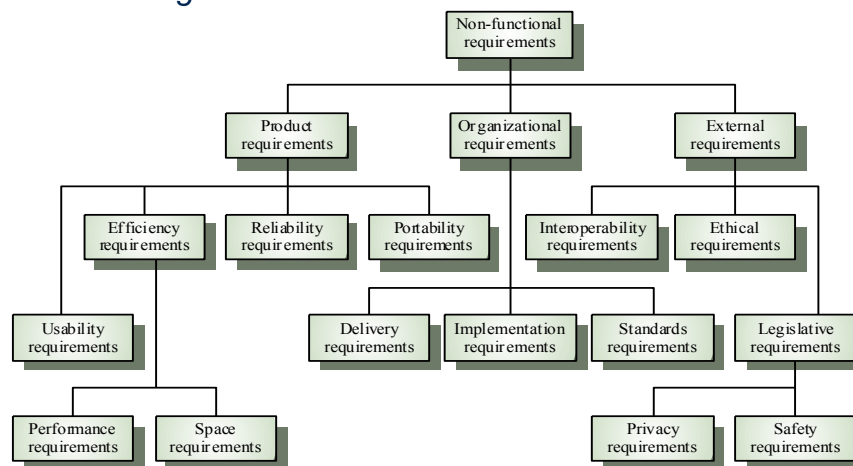 Non-functional
requirements
Product
requirements
Organizational
requirements
External
requirements
Efficiency
requirements
Reliability
requirements
Portability
requirements
Interoperability
requirements
Ethical
requirements
Usability
requirements
Delivery
requirements
Implementation
requirements
Standards
requirements
Legislative
requirements
Performance
requirements
Space
requirements
Privacy
requirements
Safety
requirements